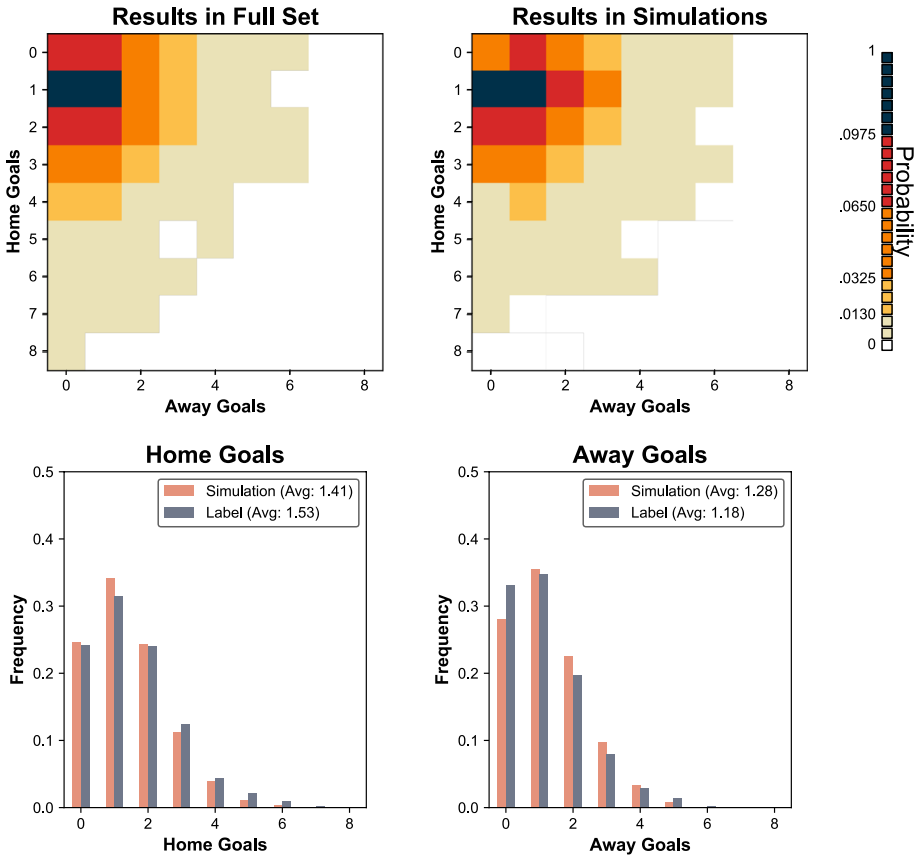 Results in Full Set
Results in Simulations
0
1
2
3
4
5
6
7
8
Home Goals
0 2 4 6 8
Away Goals
0
1
2
3
4
5
6
7
8
Home Goals
0 2 4 6 8
Away Goals
1
.0975
.0650
.0325
.0130
0
Probability
Home Goals
0.5
0.4
0.3
0.2
0.1
0.0
Frequency
Simulation (Avg: 1.41)
Label (Avg: 1.53)
0 2 4 6 8
Home Goals
Away Goals
0.5
0.4
0.3
0.2
0.1
0.0
Frequency
Simulation (Avg: 1.28)
Label (Avg: 1.18)
0 2 4 6 8
Away Goals